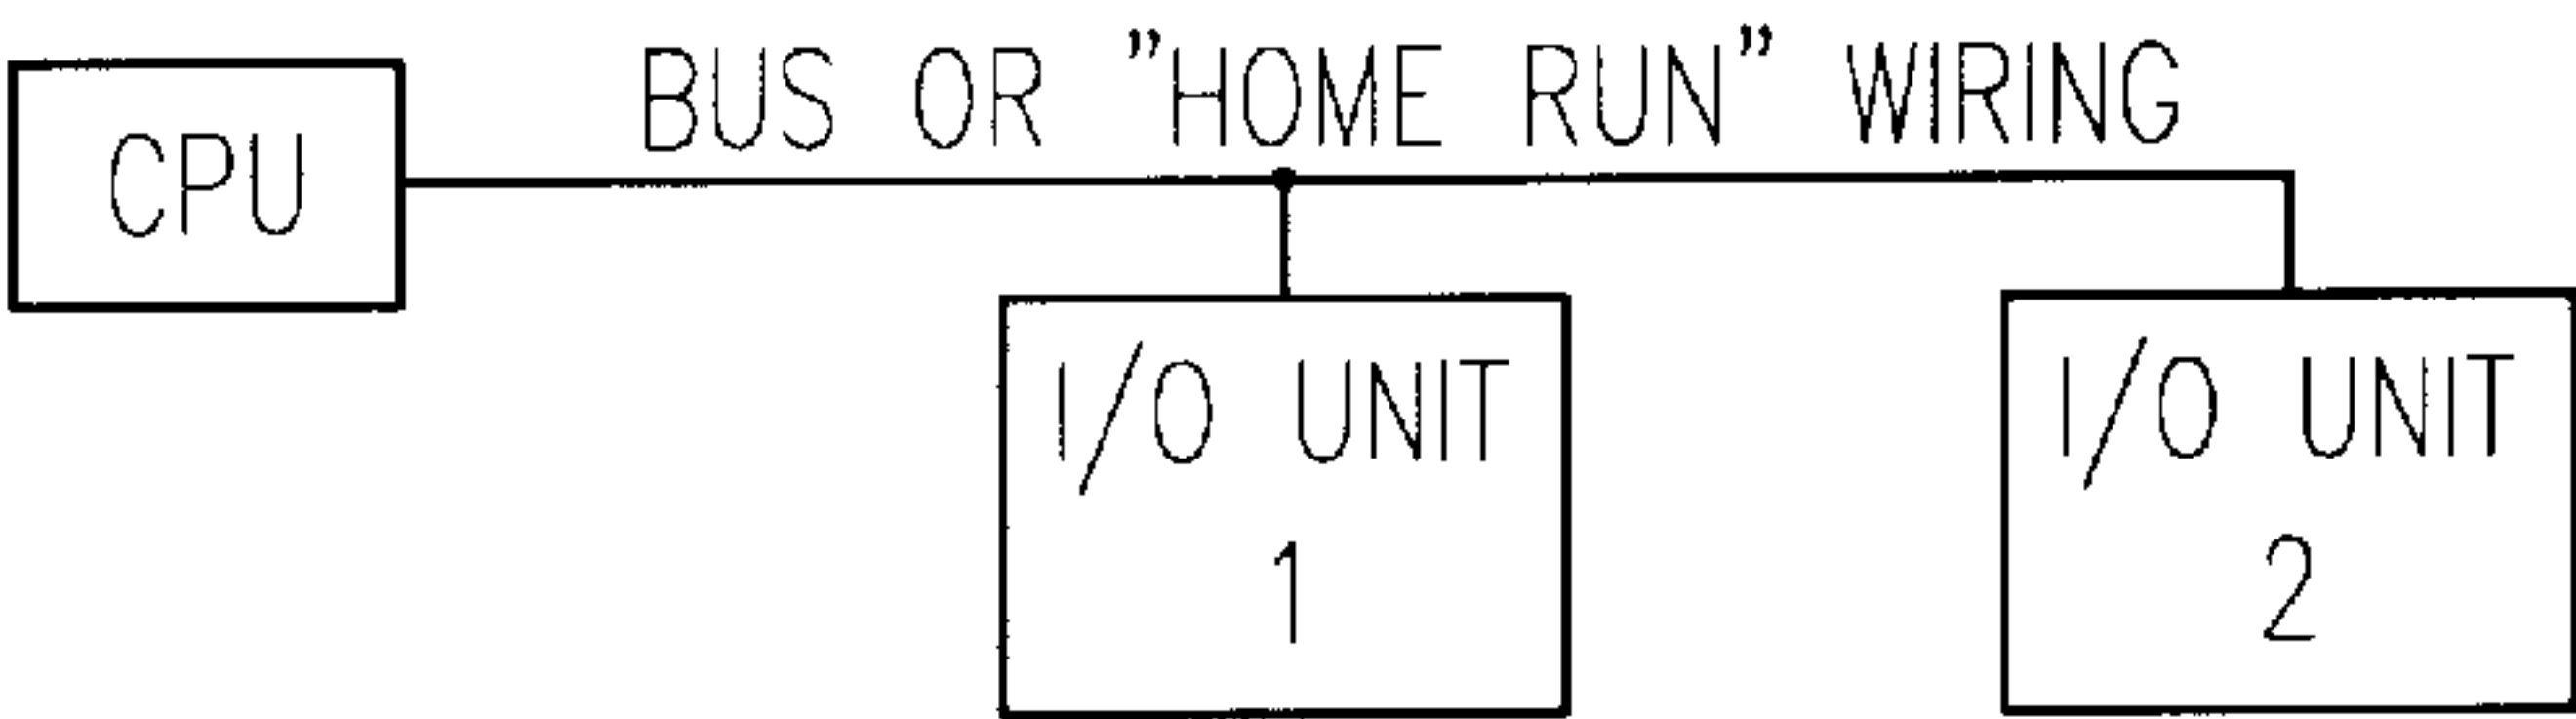 BUS OR "HOME RUN" WIRING
CPU
I/O UNIT
1
I/O UNIT
2